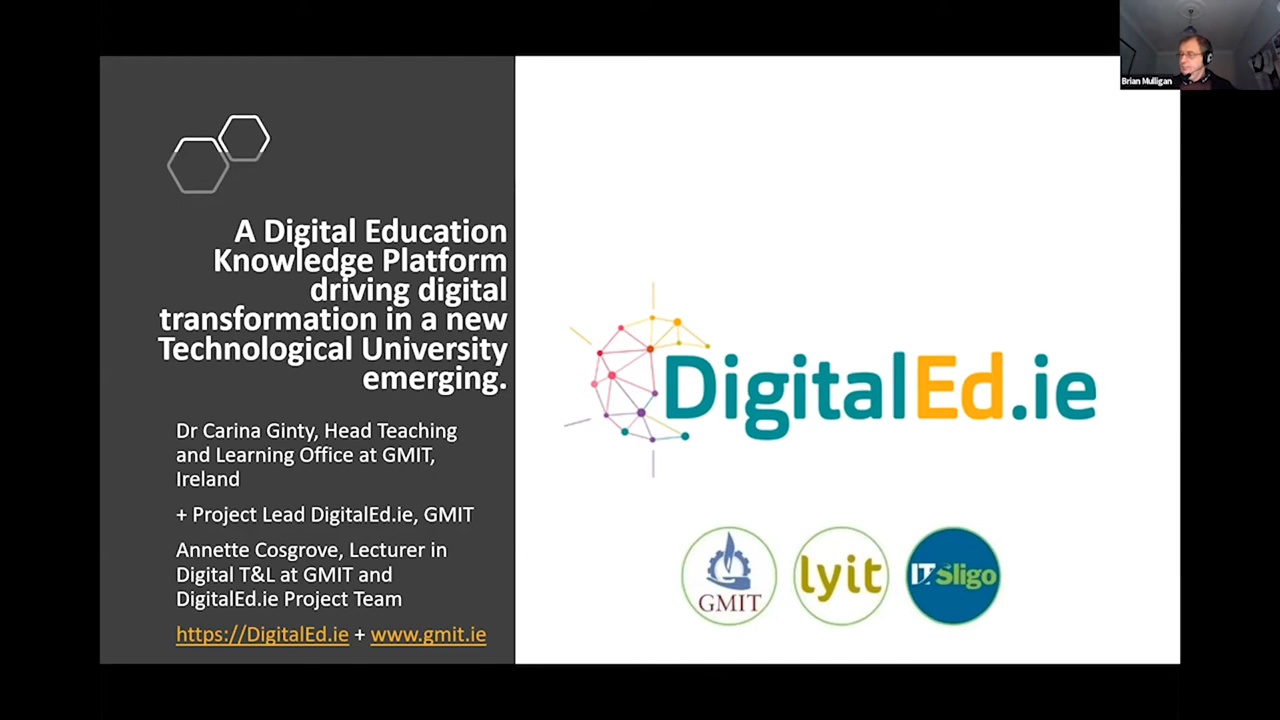 Brian Mulligan
A Digital Education
Knowledge Platform
driving digital
transformation in a new
Technological University
emerging.
Dr Carina Ginty, Head Teaching
and Learning Office at GMIT,
Ireland
+ Project Lead DigitalEd.ie, GMIT
Annette Cosgrove, Lecturer in
Digital T&L at GMIT and
DigitalEd.ie Project Team
https://DigitalEd.ie + www.gmit.ie
DigitalEd.ie
GMIT
lyit
IT Sligo